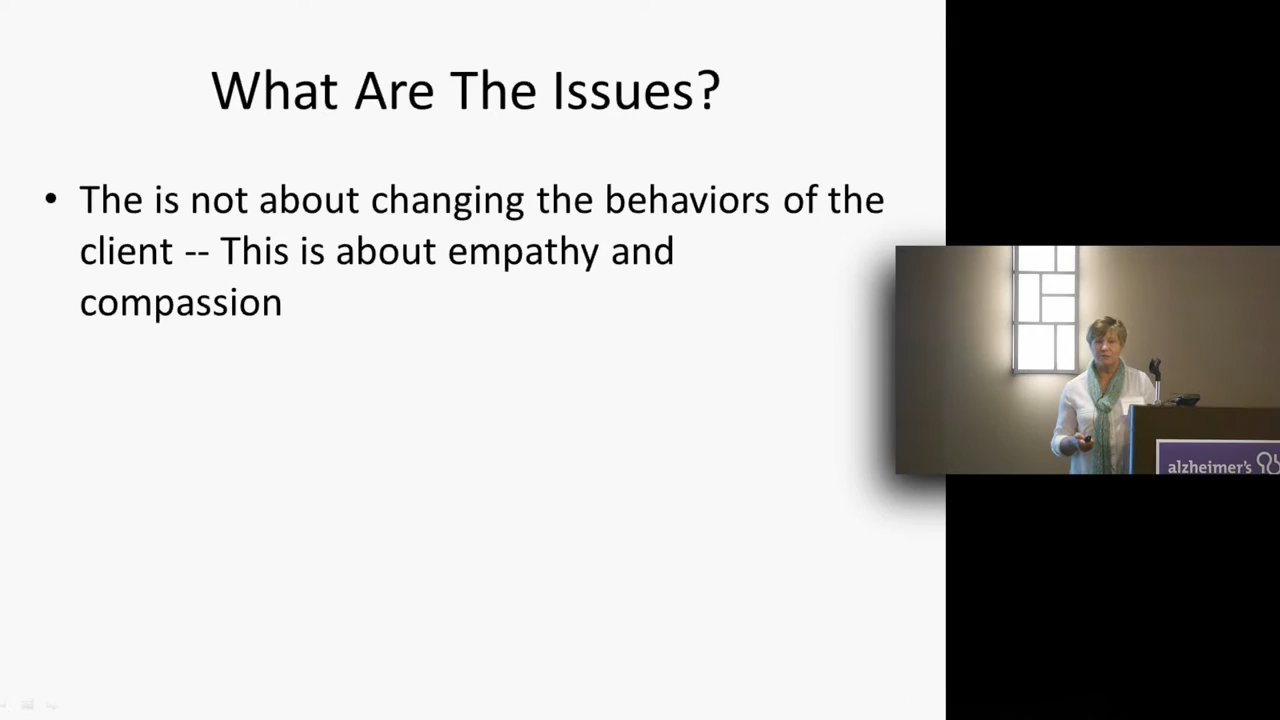 What Are The Issues?
• The is not about changing the behaviors of the
client -- This is about empathy and
compassion
alzheimer's